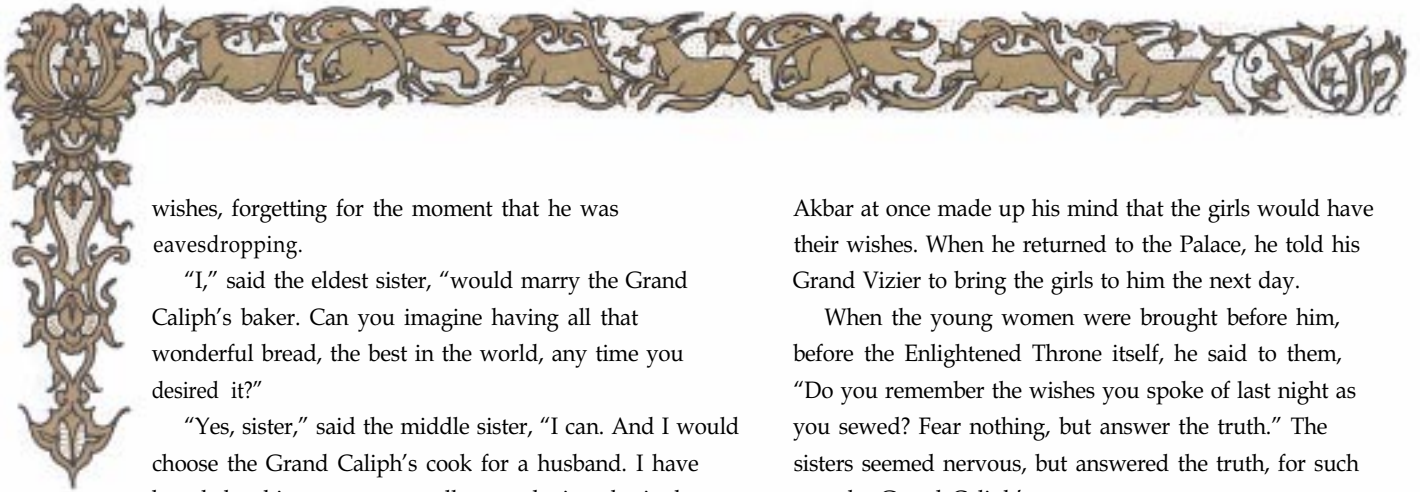 wishes, forgetting for the moment that he was
eavesdropping.
“I,” said the eldest sister, “would marry the Grand
Caliph’s baker. Can you imagine having all that
wonderful bread, the best in the world, any time you
desired it?”
“Yes, sister,” said the middle sister, “I can. And I would
choose the Grand Caliph’s cook for a husband. I have
Akbar at once made up his mind that the girls would have
their wishes. When he returned to the Palace, he told his
Grand Vizier to bring the girls to him the next day.
When the young women were brought before him,
before the Enlightened Throne itself, he said to them,
“Do you remember the wishes you spoke of last night as
you sewed? Fear nothing, but answer the truth.” The
sisters seemed nervous, but answered the truth, for such